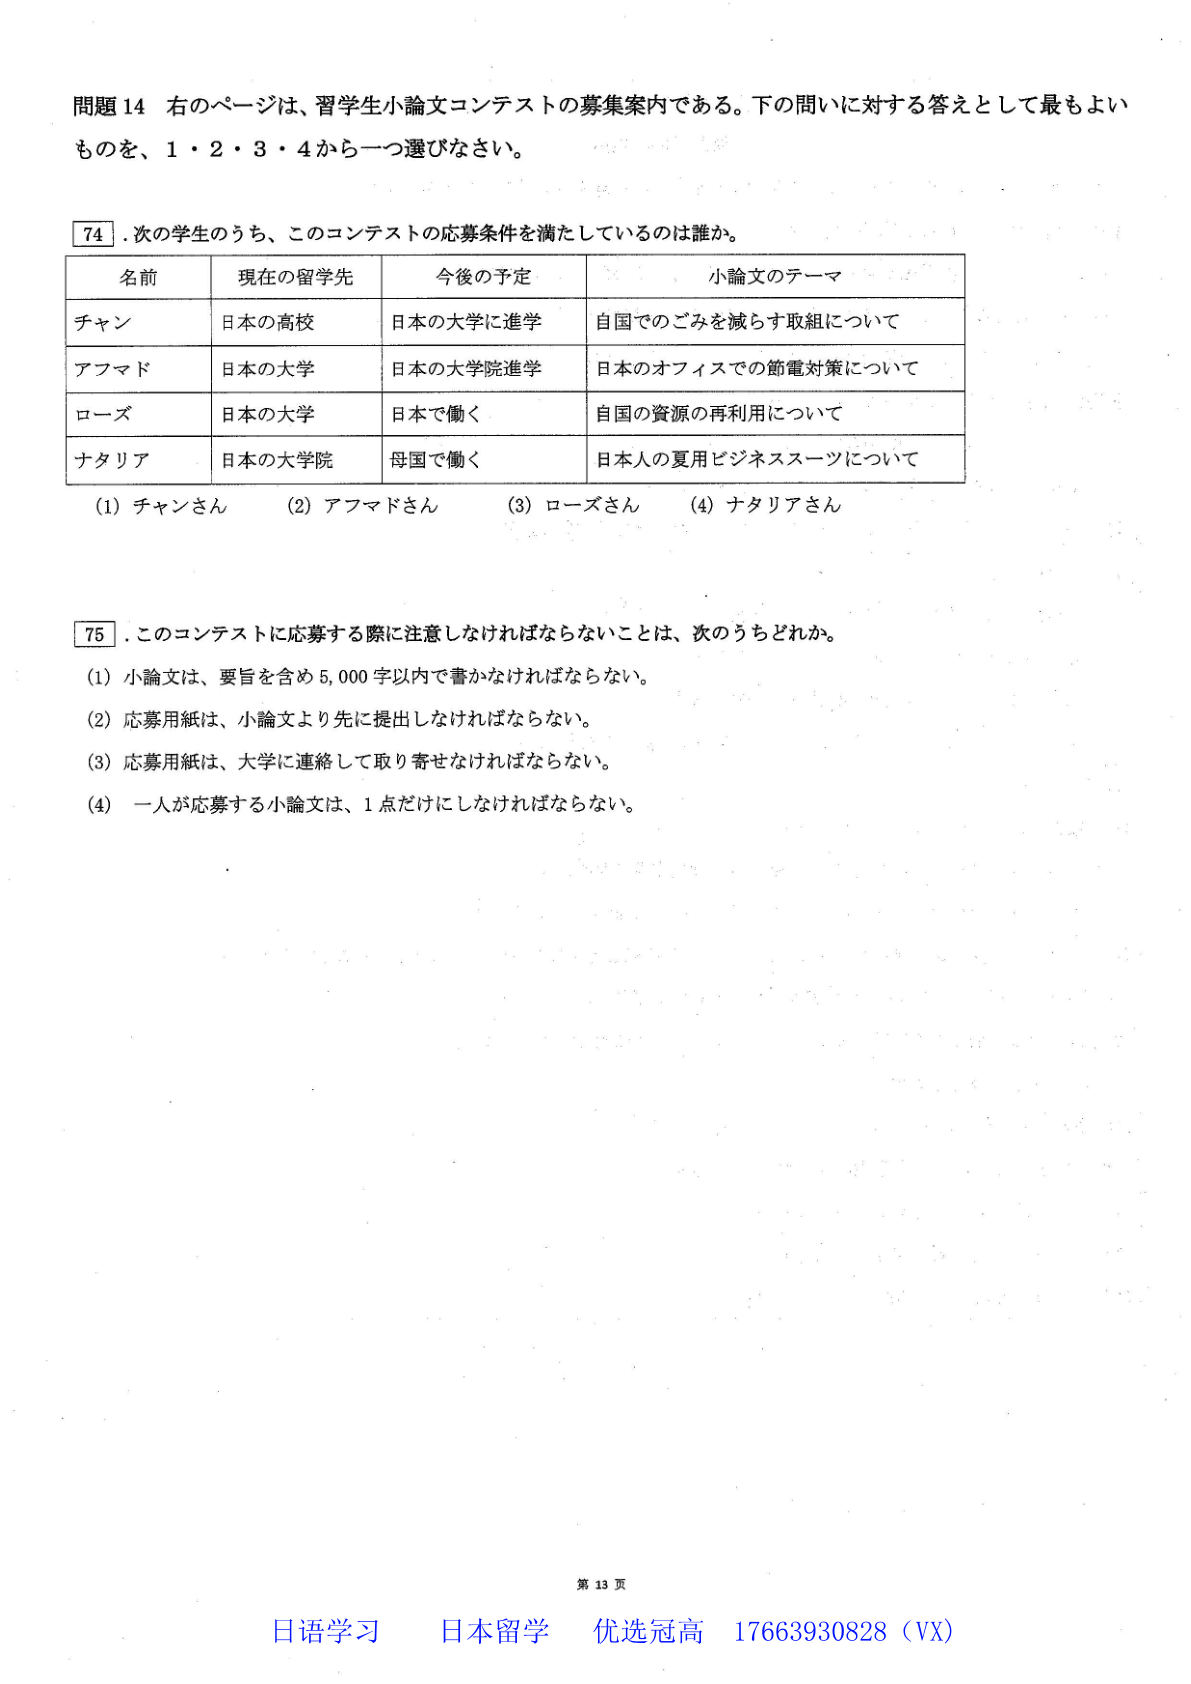 問題14　右のページは、習学生小論文コンテストの募集案内である。下の問いに対する答えとして最もよい
ものを、１・２・３・４から一つ選びなさい。
74 . 次の学生のうち、このコンテストの応募条件を満たしているのは誰か。
名前　現在の留学先　今後の予定　小論文のテーマ
チャン　日本の高校　日本の大学に進学　自国でのごみを減らす取組について
アフマド　日本の大学　日本の大学院進学　日本のオフィスでの節電対策について
ローズ　日本の大学　日本で働く　自国の資源の再利用について
ナタリア　日本の大学院　母国で働く　日本人の夏用ビジネススーツについて
(1) チャンさん　(2) アフマドさん　(3) ローズさん　(4) ナタリアさん
75 . このコンテストに応募する際に注意しなければならないことは、次のうちどれか。
(1) 小論文は、要旨を含め 5,000 字以内で書かなければならない。
(2) 応募用紙は、小論文より先に提出しなければならない。
(3) 応募用紙は、大学に連絡して取り寄せなければならない。
(4)　一人が応募する小論文は、1 点だけにしなければならない。
第 13 页
日语学习　日本留学　优选冠高　17663930828（VX)